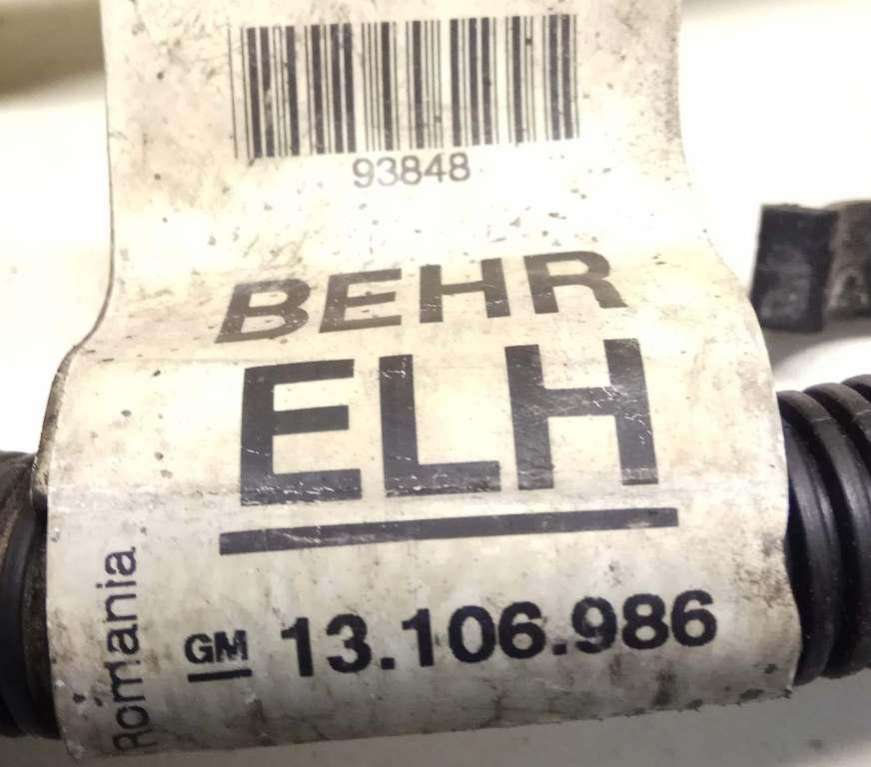 93848
BEHR
ELH
GM 13.106.986
Romania